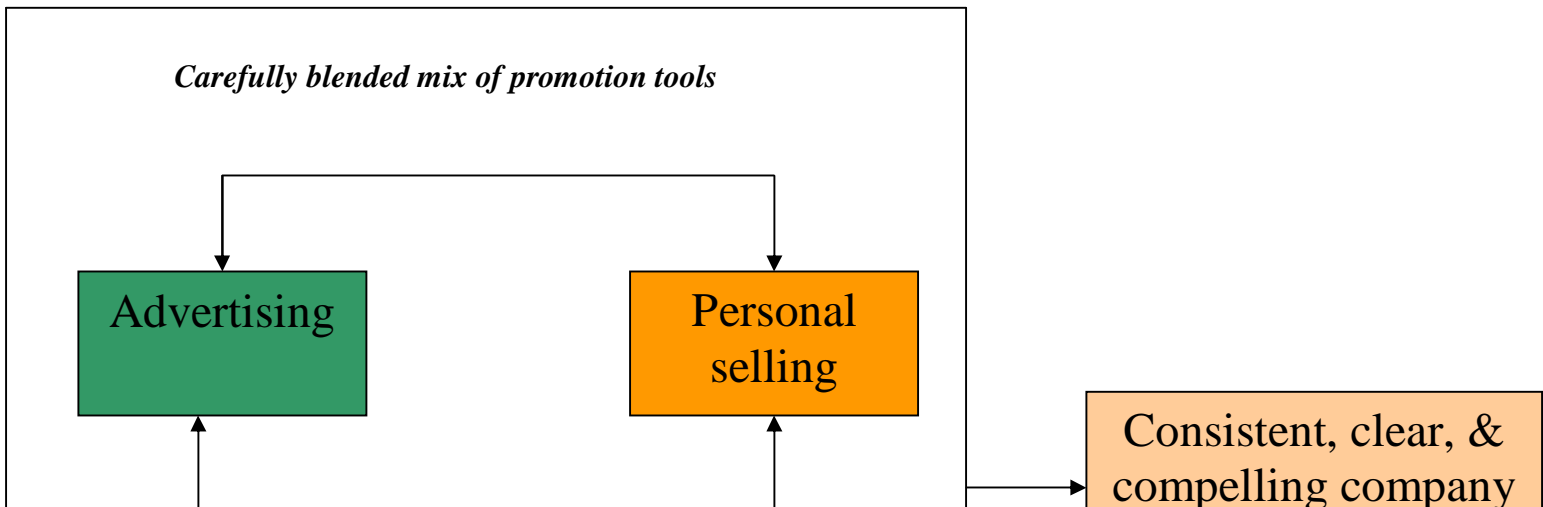 Carefully blended mix of promotion tools
Advertising
Personal
selling
Consistent, clear, &
compelling company